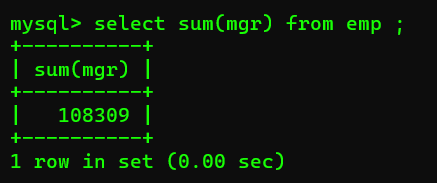 mysql> select sum(mgr) from emp ;
+----------+
| sum(mgr) |
+----------+
|   108309 |
+----------+
1 row in set (0.00 sec)